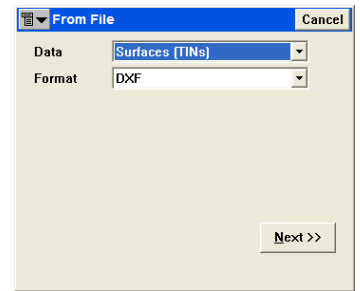 From File
Cancel
Data Surfaces (TINs)
Format DXF
Next >>